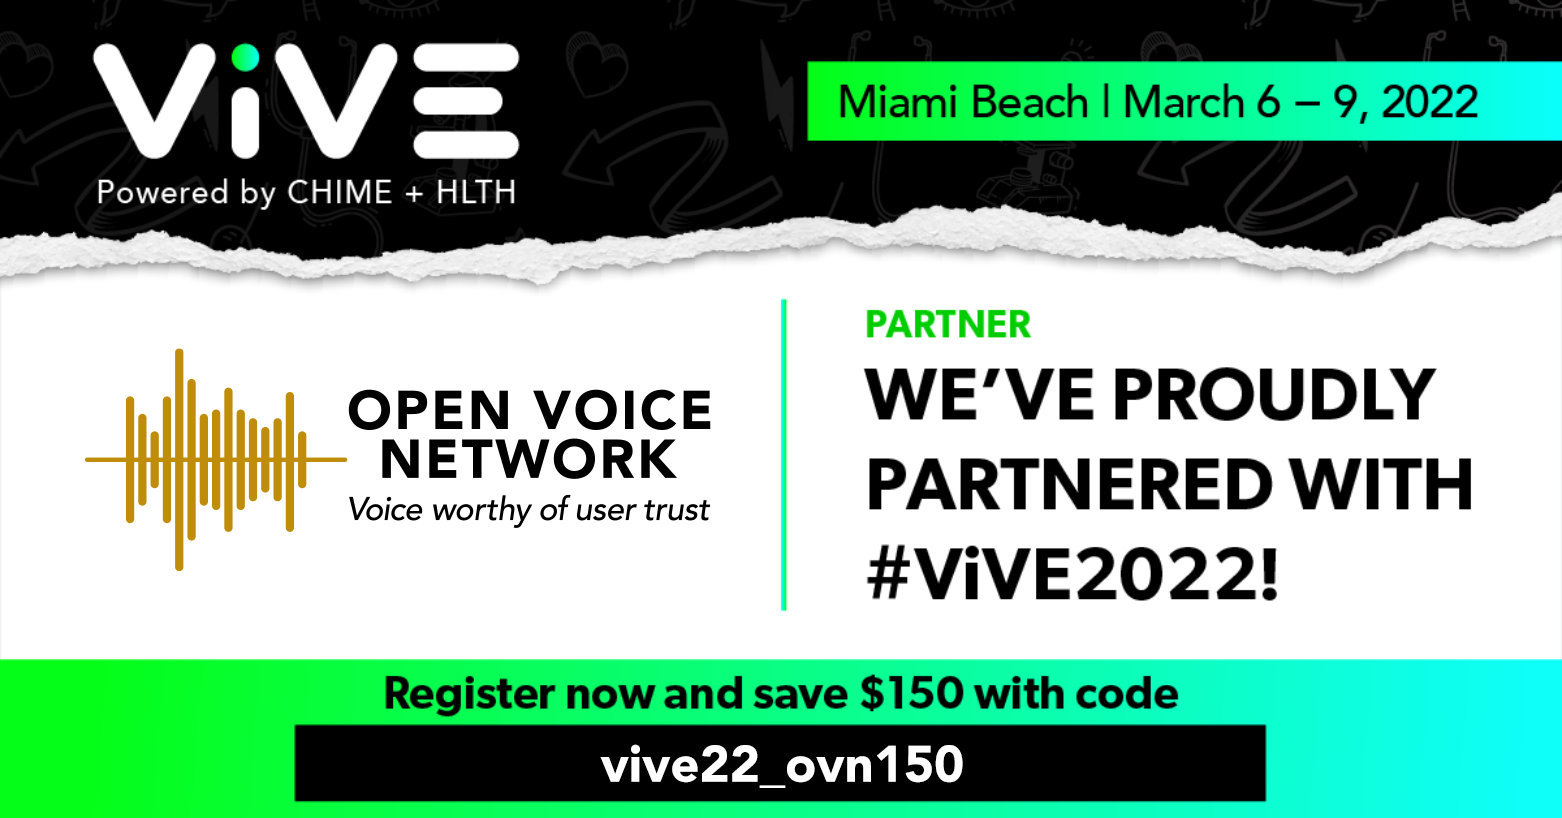 ViVE
Powered by CHIME + HLTH
Miami Beach | March 6 – 9, 2022
OPEN VOICE
NETWORK
Voice worthy of user trust
PARTNER
WE’VE PROUDLY
PARTNERED WITH
#ViVE2022!
Register now and save $150 with code
vive22_ovn150